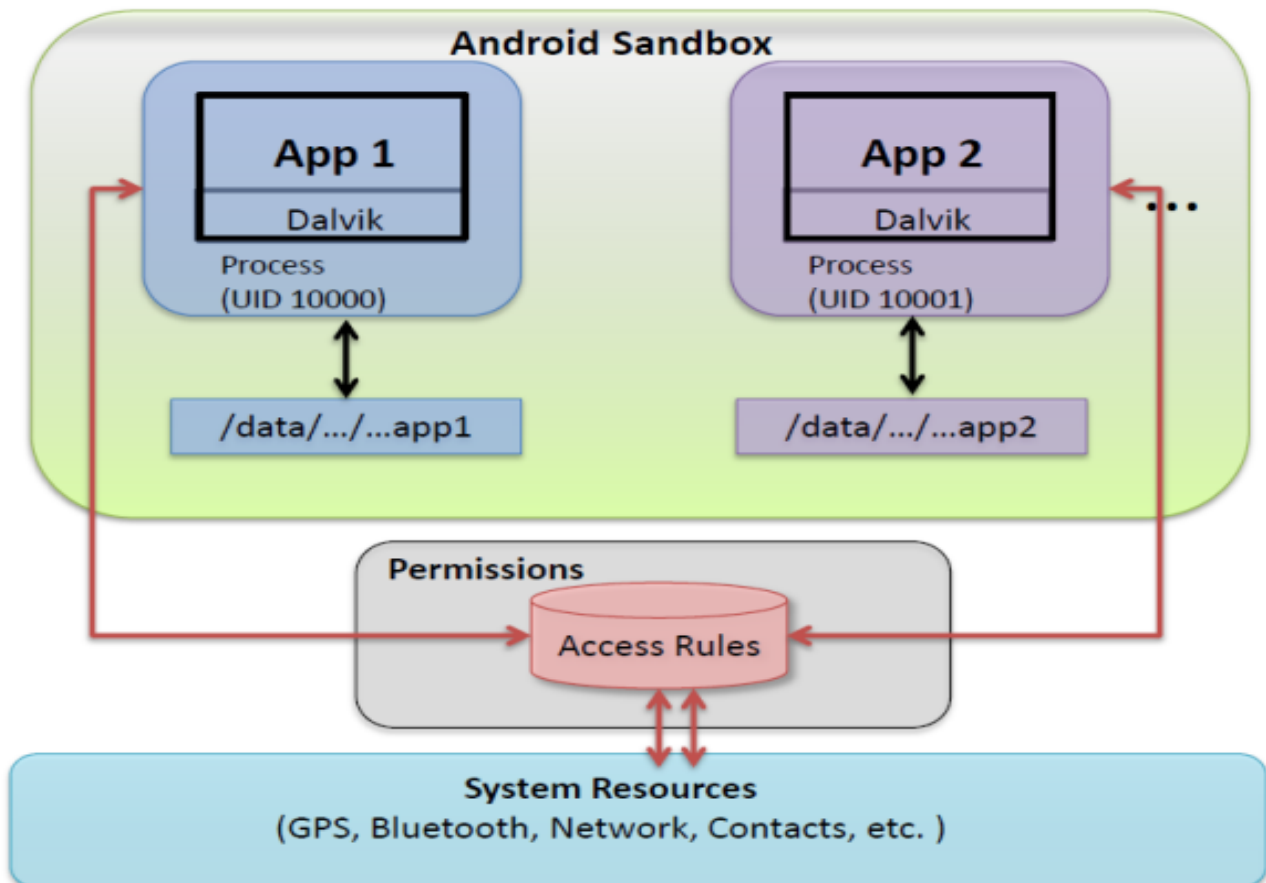 Android Sandbox
App 1
Dalvik
Process
(UID 10000)
/data/.../...app1
App 2
Dalvik
Process
(UID 10001)
/data/.../...app2
...
Permissions
Access Rules
System Resources
(GPS, Bluetooth, Network, Contacts, etc. )